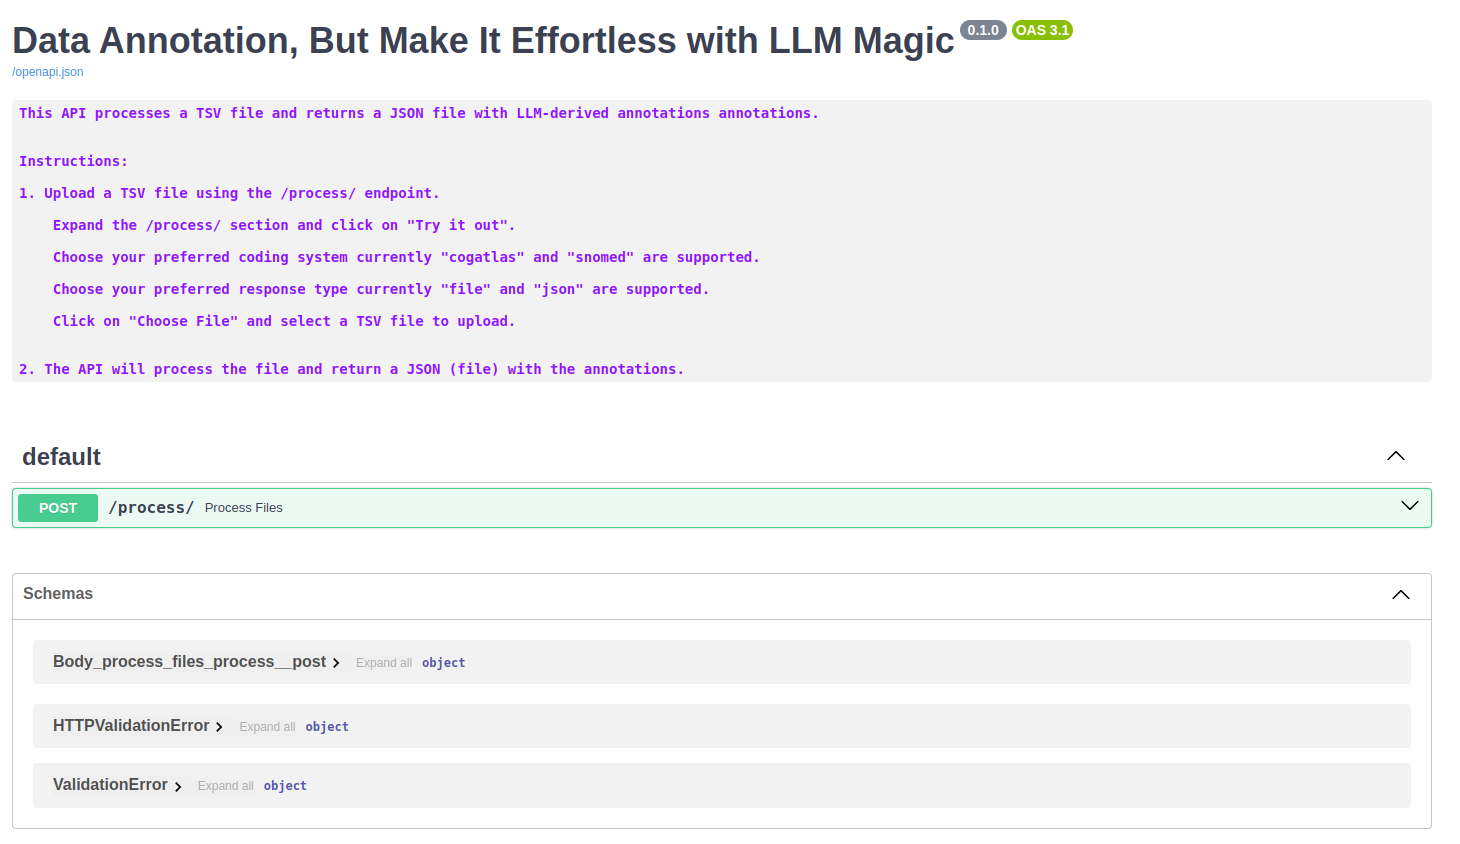 Data Annotation, But Make It Effortless with LLM Magic 0.1.0 OAS 3.1
/openapi.json
This API processes a TSV file and returns a JSON file with LLM-derived annotations annotations.
Instructions:
1. Upload a TSV file using the /process/ endpoint.
Expand the /process/ section and click on "Try it out".
Choose your preferred coding system currently "cogatlas" and "snomed" are supported.
Choose your preferred response type currently "file" and "json" are supported.
Click on "Choose File" and select a TSV file to upload.
2. The API will process the file and return a JSON (file) with the annotations.
default
POST /process/ Process Files
Schemas
Body_process_files_process__post Expand all object
HTTPValidationError Expand all object
ValidationError Expand all object